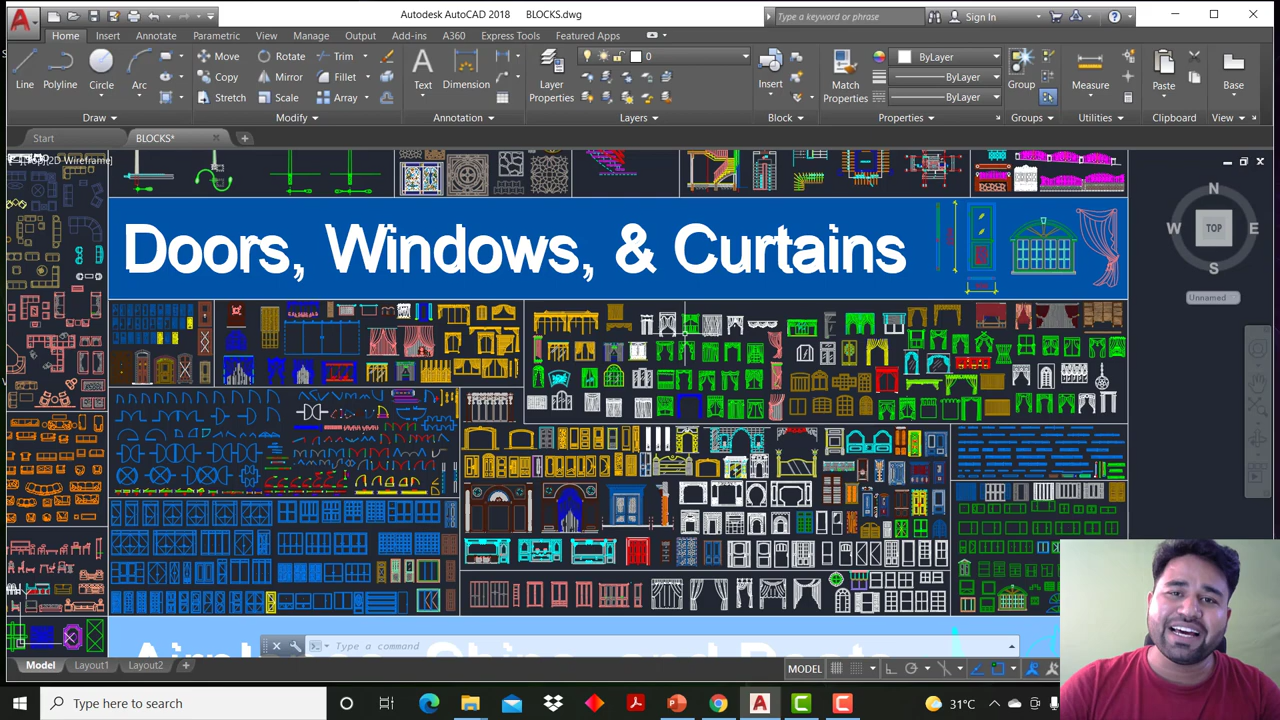 Autodesk AutoCAD 2018 BLOCKS.dwg
Type a keyword or phrase
Sign In
Home Insert Annotate Parametric View Manage Output Add-ins A360 Express Tools Featured Apps
Line Polyline Circle Arc
Move Rotate Trim
Copy Mirror Fillet
Stretch Scale Array
Text Dimension
Layer Properties
0
Insert
Match Properties
ByLayer
ByLayer
ByLayer
Group
Measure
Paste
Base
Draw Modify Annotation Layers Block Properties Groups Utilities Clipboard View
Start BLOCKS*
2D Wireframe]
N
W TOP E
S
Unnamed
Doors, Windows, & Curtains
Type a command
Model Layout1 Layout2
MODEL
Type here to search
31°C